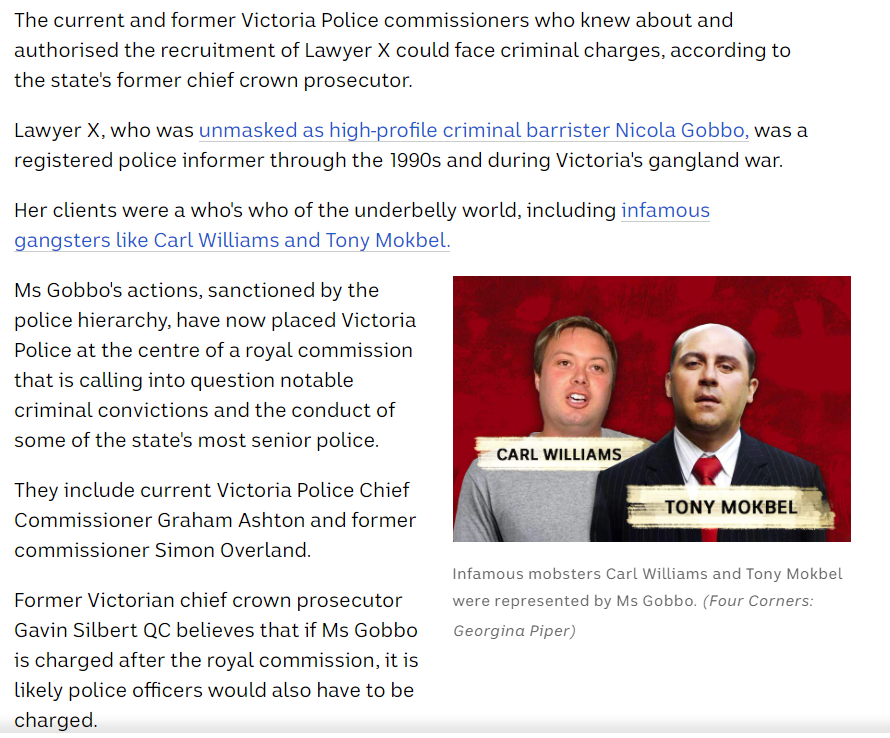 The current and former Victoria Police commissioners who knew about and
authorised the recruitment of Lawyer X could face criminal charges, according to
the state's former chief crown prosecutor.
Lawyer X, who was unmasked as high-profile criminal barrister Nicola Gobbo, was a
registered police informer through the 1990s and during Victoria's gangland war.
Her clients were a who's who of the underbelly world, including infamous
gangsters like Carl Williams and Tony Mokbel.
Ms Gobbo's actions, sanctioned by the
police hierarchy, have now placed Victoria
Police at the centre of a royal commission
that is calling into question notable
criminal convictions and the conduct of
some of the state's most senior police.
They include current Victoria Police Chief
Commissioner Graham Ashton and former
commissioner Simon Overland.
Former Victorian chief crown prosecutor
Gavin Silbert QC believes that if Ms Gobbo
is charged after the royal commission, it is
likely police officers would also have to be
charged.
CARL WILLIAMS
TONY MOKBEL
Infamous mobsters Carl Williams and Tony Mokbel
were represented by Ms Gobbo. (Four Corners:
Georgina Piper)